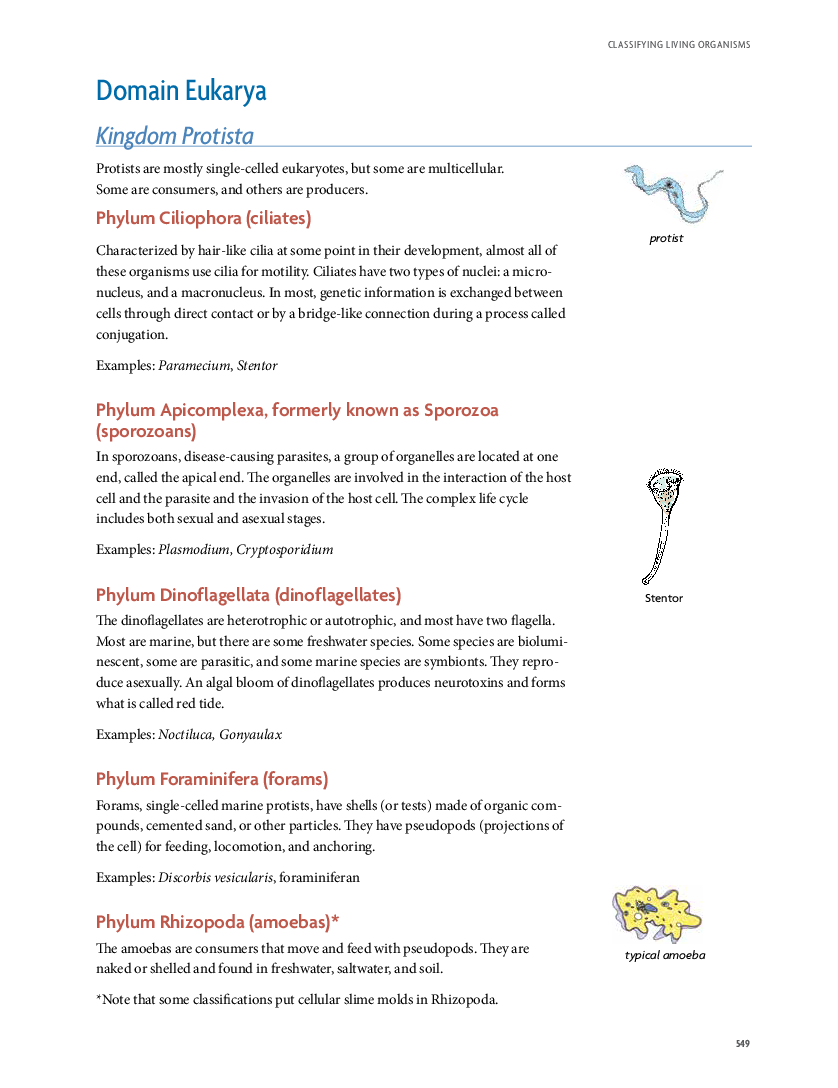 CLASSIFYING LIVING ORGANISMS
Domain Eukarya
Kingdom Protista
Protists are mostly single-celled eukaryotes, but some are multicellular.
Some are consumers, and others are producers.
protist
Phylum Ciliophora (ciliates)
Characterized by hair-like cilia at some point in their development, almost all of
these organisms use cilia for motility. Ciliates have two types of nuclei: a micro-
nucleus, and a macronucleus. In most, genetic information is exchanged between
cells through direct contact or by a bridge-like connection during a process called
conjugation.
Examples: Paramecium, Stentor
Phylum Apicomplexa, formerly known as Sporozoa
(sporozoans)
In sporozoans, disease-causing parasites, a group of organelles are located at one
end, called the apical end. The organelles are involved in the interaction of the host
cell and the parasite and the invasion of the host cell. The complex life cycle
includes both sexual and asexual stages.
Examples: Plasmodium, Cryptosporidium
Stentor
Phylum Dinoflagellata (dinoflagellates)
The dinoflagellates are heterotrophic or autotrophic, and most have two flagella.
Most are marine, but there are some freshwater species. Some species are biolumi-
nescent, some are parasitic, and some marine species are symbionts. They repro-
duce asexually. An algal bloom of dinoflagellates produces neurotoxins and forms
what is called red tide.
Examples: Noctiluca, Gonyaulax
Phylum Foraminifera (forams)
Forams, single-celled marine protists, have shells (or tests) made of organic com-
pounds, cemented sand, or other particles. They have pseudopods (projections of
the cell) for feeding, locomotion, and anchoring.
Examples: Discorbis vesicularis, foraminiferan
Phylum Rhizopoda (amoebas)*
The amoebas are consumers that move and feed with pseudopods. They are
naked or shelled and found in freshwater, saltwater, and soil.
typical amoeba
*Note that some classifications put cellular slime molds in Rhizopoda.
549